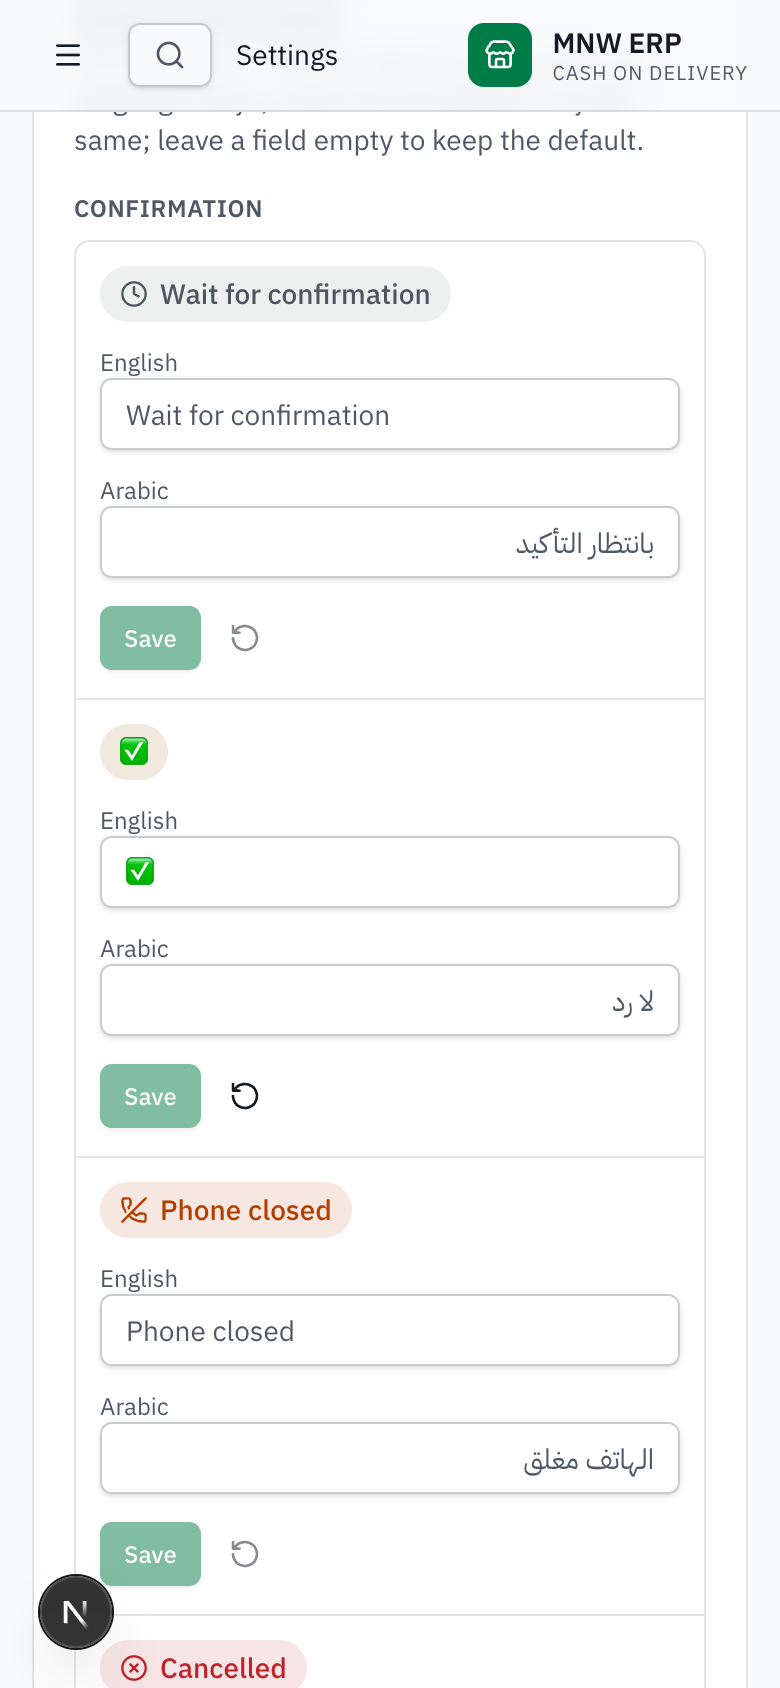 Settings
MNW ERP
CASH ON DELIVERY
same; leave a field empty to keep the default.
CONFIRMATION
Wait for confirmation
English
Wait for confirmation
Arabic
بانتظار التأكيد
Save
✅
English
✅
Arabic
لا رد
Save
Phone closed
English
Phone closed
Arabic
الهاتف مغلق
Save
N
Cancelled